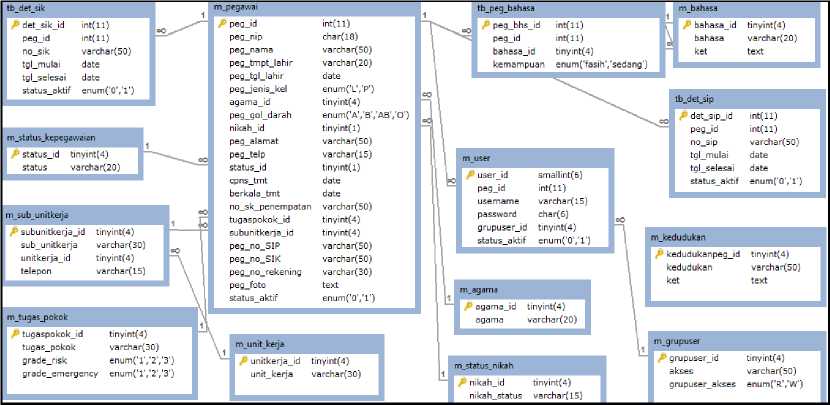 tb_det_sik
det_sik_id int(11)
peg_id int(11)
no_sik varchar(50)
tgl_mulai date
tgl_selesai date
status_aktif enum('0','1')
m_status_kepegawaian
status_id tinyint(4)
status varchar(20)
m_sub_unitkerja
subunitkerja_id tinyint(4)
sub_unitkerja varchar(30)
unitkerja_id tinyint(4)
telepon varchar(15)
m_tugas_pokok
tugaspokok_id tinyint(4)
tugas_pokok varchar(30)
grade_risk enum('1','2','3')
grade_emergency enum('1','2','3')
m_pegawai
peg_id int(11)
peg_nip char(18)
peg_nama varchar(50)
peg_tmpt_lahir varchar(20)
peg_tgl_lahir date
peg_jenis_kel enum('L','P')
agama_id tinyint(4)
peg_gol_darah enum('A','B','AB','O')
nikah_id tinyint(1)
peg_alamat varchar(50)
peg_telp varchar(15)
status_id tinyint(1)
cpns_tmt date
berkala_tmt date
no_sk_penempatan varchar(50)
tugaspokok_id tinyint(4)
subunitkerja_id tinyint(4)
peg_no_SIP varchar(50)
peg_no_SIK varchar(50)
peg_no_rekening varchar(30)
peg_foto text
status_aktif enum('0','1')
m_unit_kerja
unitkerja_id tinyint(4)
unit_kerja varchar(30)
tb_peg_bahasa
peg_bhs_id int(11)
peg_id int(11)
bahasa_id tinyint(4)
kemampuan enum('fasih','sedang')
m_bahasa
bahasa_id tinyint(4)
bahasa varchar(20)
ket text
tb_det_sip
det_sip_id int(11)
peg_id int(11)
no_sip varchar(50)
tgl_mulai date
tgl_selesai date
status_aktif enum('0','1')
m_user
user_id smallint(6)
peg_id int(11)
username varchar(15)
password char(6)
grupuser_id tinyint(4)
status_aktif enum('0','1')
m_kedudukan
kedudukanpeg_id tinyint(4)
kedudukan varchar(50)
ket text
m_agama
agama_id tinyint(4)
agama varchar(20)
m_status_nikah
nikah_id tinyint(4)
nikah_status varchar(15)
m_grupuser
grupuser_id tinyint(4)
akses varchar(50)
grupuser_akses enum('R','W')